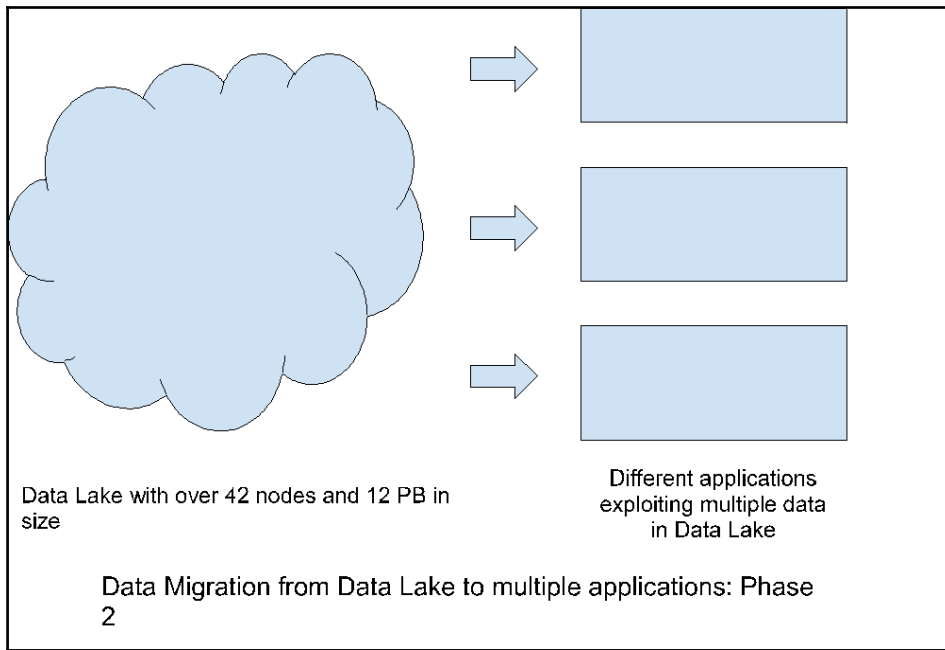 Data Lake with over 42 nodes and 12 PB in
size
Different applications
exploiting multiple data
in Data Lake
Data Migration from Data Lake to multiple applications: Phase
2